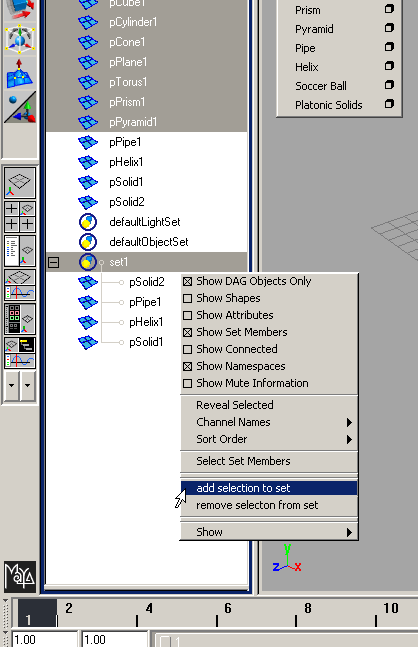 pCube1
pCylinder1
pCone1
pPlane1
pTorus1
pPrism1
pPyramid1
pPipe1
pHelix1
pSolid1
pSolid2
defaultLightSet
defaultObjectSet
set1
pSolid2
pPipe1
pHelix1
pSolid1
Prism
Pyramid
Pipe
Helix
Soccer Ball
Platonic Solids
Show DAG Objects Only
Show Shapes
Show Attributes
Show Set Members
Show Connected
Show Namespaces
Show Mute Information
Reveal Selected
Channel Names
Sort Order
Select Set Members
add selection to set
remove selecton from set
Show
Y
Z X
MAYA
1 2 4 6 8 10
1.00 1.00 1